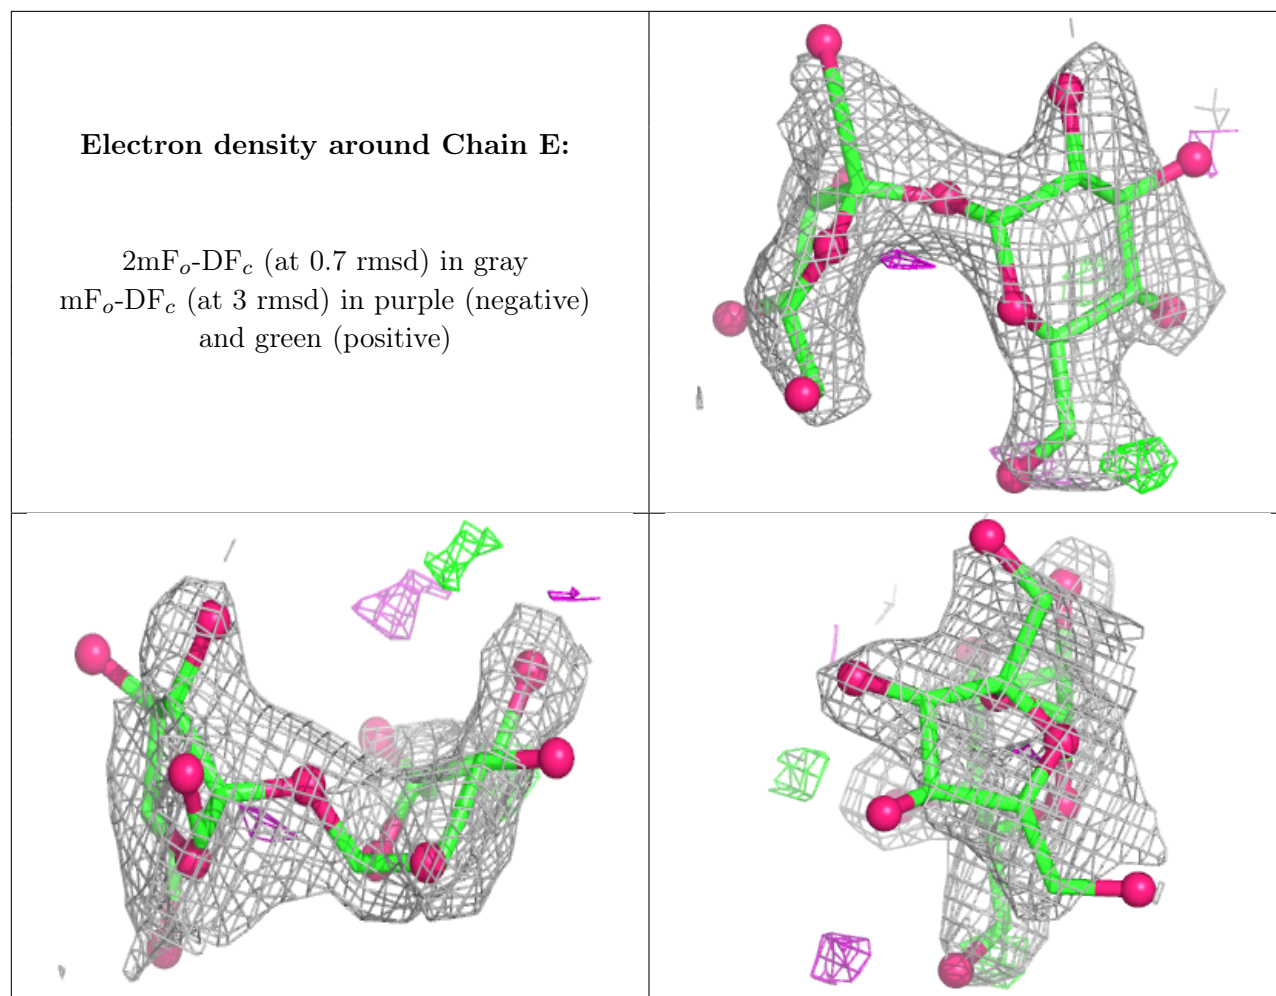 Electron density around Chain E:
2mFo-DFc (at 0.7 rmsd) in gray
mFo-DFc (at 3 rmsd) in purple (negative)
and green (positive)